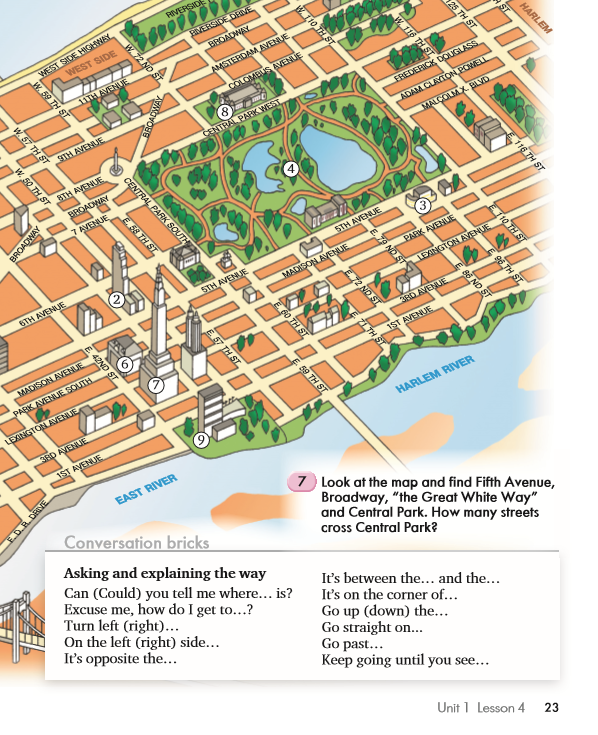 RIVERSIDE
RIVERSIDE DRIVE
BROADWAY
AMSTERDAM AVENUE
COLOMBUS AVENUE
W. 110 TH ST
W. 116 TH ST
125 TH ST
HARLEM
WEST SIDE HIGHWAY
WEST SIDE
W. 72 ND ST
W. 59 TH ST
11TH AVENUE
BROADWAY
8
CENTRAL PARK WEST
FREDERICK DOUGLASS
ADAM CLAYTON POWELL
MALCOLM X. BLVD
E. 116 TH ST
W. 57 TH ST
9TH AVENUE
4
W. 50 TH ST
8TH AVENUE
BROADWAY
7 AVENUE
BROADWAY
CENTRAL PARK SOUTH
E. 58 TH ST
3
5TH AVENUE
PARK AVENUE
LEXINGTON AVENUE
E. 110 TH ST
E. 79 ND ST
MADISON AVENUE
E. 96 TH ST
E. 86 ND ST
5TH AVENUE
E. 72 ND ST
3RD AVENUE
2
6TH AVENUE
E. 60 TH ST
E. 71 TH ST
1ST AVENUE
E. 57 TH ST
E. 42ND ST
6
7
E. 59 TH ST
MADISON AVENUE
PARK AVENUE SOUTH
LEXINGTON AVENUE
3RD AVENUE
1ST AVENUE
9
HARLEM RIVER
EAST RIVER
F. D. R. DRIVE
7 Look at the map and find Fifth Avenue,
Broadway, “the Great White Way”
and Central Park. How many streets
cross Central Park?
Conversation bricks
Asking and explaining the way
Can (Could) you tell me where… is?
Excuse me, how do I get to…?
Turn left (right)…
On the left (right) side…
It’s opposite the…
It’s between the… and the…
It’s on the corner of…
Go up (down) the…
Go straight on...
Go past…
Keep going until you see…
Unit 1 Lesson 4 23